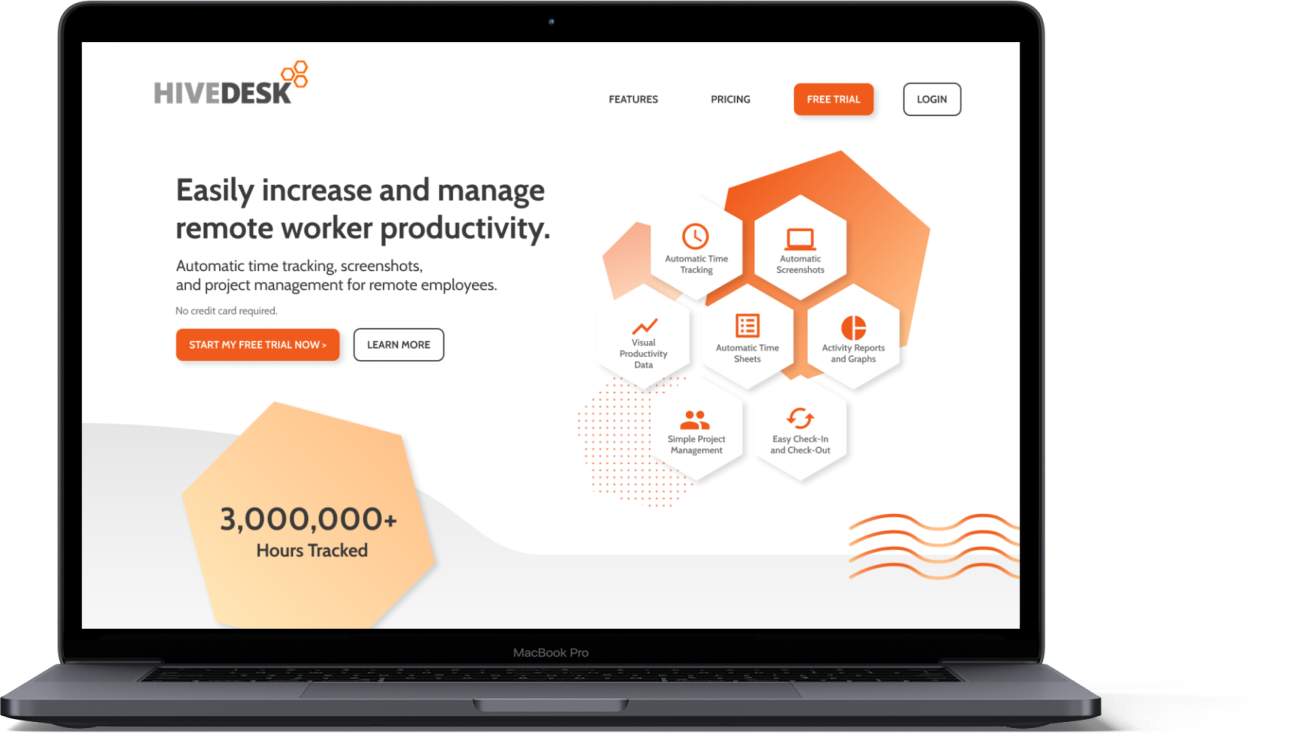 HIVEDESK
FEATURES
PRICING
FREE TRIAL
LOGIN
Easily increase and manage
remote worker productivity.
Automatic time tracking, screenshots,
and project management for remote employees.
No credit card required.
START MY FREE TRIAL NOW >
LEARN MORE
Automatic Time
Tracking
Automatic
Screenshots
Visual
Productivity
Data
Automatic Time
Sheets
Activity Reports
and Graphs
Simple Project
Management
Easy Check-In
and Check-Out
3,000,000+
Hours Tracked
MacBook Pro